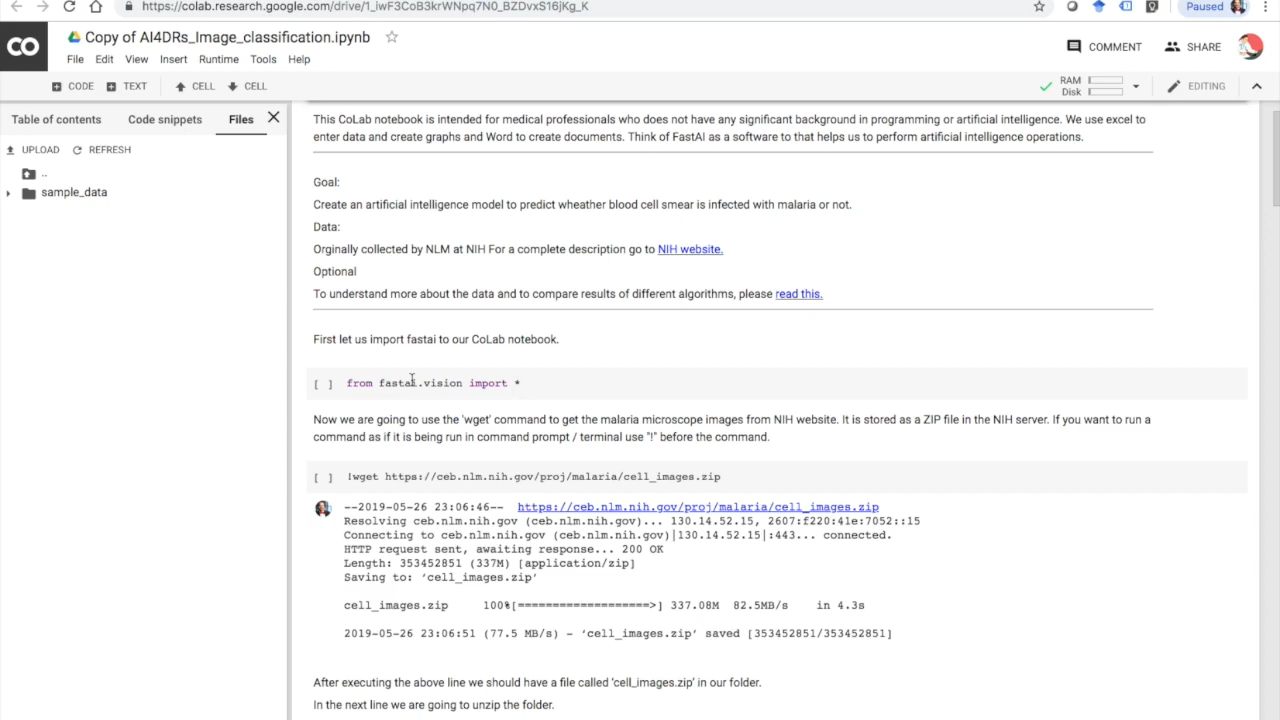 https://colab.research.google.com/drive/1_iwF3CoB3krWNpq7N0_BZDvxS16jKg_K
Paused
CO
Copy of AI4DRs_Image_classification.ipynb
File Edit View Insert Runtime Tools Help
COMMENT
SHARE
CODE TEXT CELL CELL
RAM
Disk
EDITING
Table of contents Code snippets Files
UPLOAD REFRESH
..
sample_data
This CoLab notebook is intended for medical professionals who does not have any significant background in programming or artificial intelligence. We use excel to
enter data and create graphs and Word to create documents. Think of FastAI as a software to that helps us to perform artificial intelligence operations.
Goal:
Create an artificial intelligence model to predict wheather blood cell smear is infected with malaria or not.
Data:
Orginally collected by NLM at NIH For a complete description go to NIH website.
Optional
To understand more about the data and to compare results of different algorithms, please read this.
First let us import fastai to our CoLab notebook.
[ ] from fastai.vision import *
Now we are going to use the 'wget' command to get the malaria microscope images from NIH website. It is stored as a ZIP file in the NIH server. If you want to run a
command as if it is being run in command prompt / terminal use "!" before the command.
[ ] !wget https://ceb.nlm.nih.gov/proj/malaria/cell_images.zip
--2019-05-26 23:06:46-- https://ceb.nlm.nih.gov/proj/malaria/cell_images.zip
Resolving ceb.nlm.nih.gov (ceb.nlm.nih.gov)... 130.14.52.15, 2607:f220:41e:7052::15
Connecting to ceb.nlm.nih.gov (ceb.nlm.nih.gov)|130.14.52.15|:443... connected.
HTTP request sent, awaiting response... 200 OK
Length: 353452851 (337M) [application/zip]
Saving to: ‘cell_images.zip’
cell_images.zip 100%[===================>] 337.08M 82.5MB/s in 4.3s
2019-05-26 23:06:51 (77.5 MB/s) - ‘cell_images.zip’ saved [353452851/353452851]
After executing the above line we should have a file called 'cell_images.zip' in our folder.
In the next line we are going to unzip the folder.